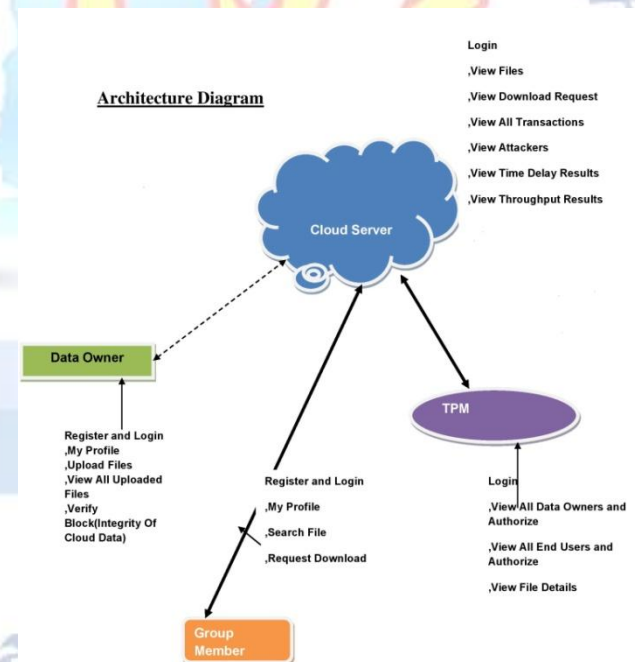 Architecture Diagram
Login
,View Files
,View Download Request
,View All Transactions
,View Attackers
,View Time Delay Results
,View Throughput Results
Cloud Server
Data Owner
Register and Login
,My Profile
,Upload Files
,View All Uploaded
Files
,Verify
Block(Integrity Of
Cloud Data)
Register and Login
,My Profile
,Search File
,Request Download
TPM
Login
,View All Data Owners and
Authorize
,View All End Users and
Authorize
,View File Details
Group
Member